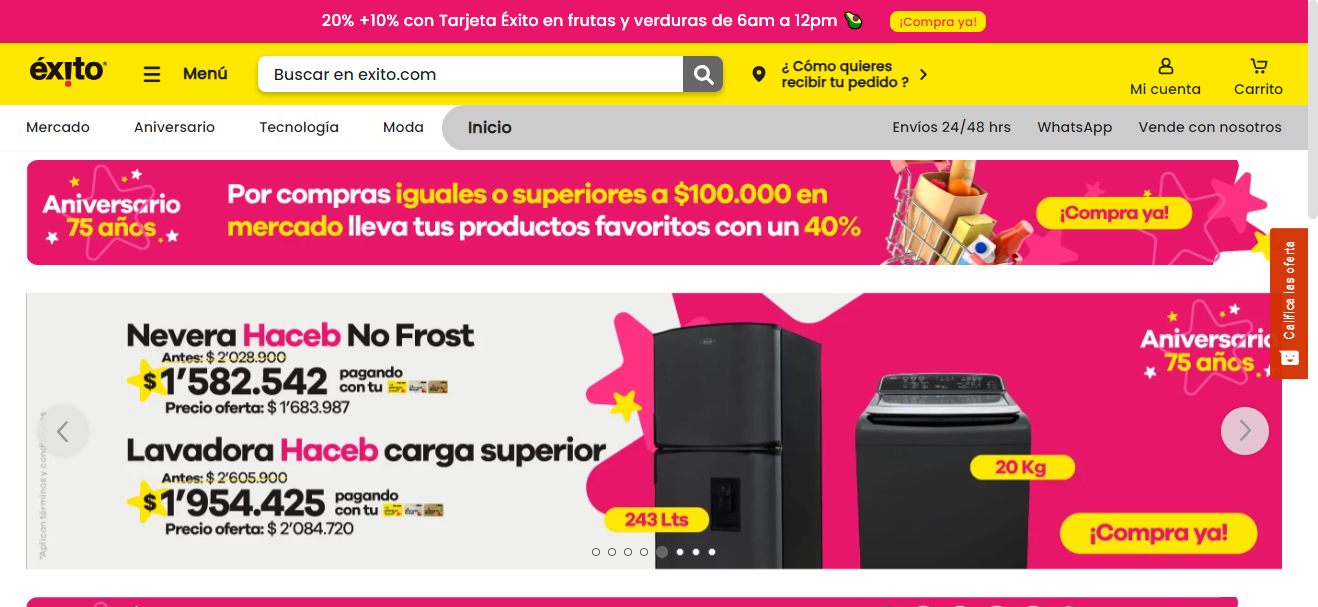 20% +10% con Tarjeta Éxito en frutas y verduras de 6am a 12pm
¡Compra ya!
éxito
Menú
Buscar en exito.com
¿ Cómo quieres
recibir tu pedido ?
Mi cuenta
Carrito
Mercado
Aniversario
Tecnología
Moda
Inicio
Envíos 24/48 hrs
WhatsApp
Vende con nosotros
Aniversario
75 años
Por compras iguales o superiores a $100.000 en
mercado lleva tus productos favoritos con un 40%
¡Compra ya!
Califica las oferta
Nevera Haceb No Frost
Antes: $ 2'028.900
$1'582.542 pagando
con tu
Precio oferta: $ 1'683.987
Lavadora Haceb carga superior
Antes: $ 2'605.900
$1'954.425 pagando
con tu
Precio oferta: $ 2'084.720
*Aplican términos y
243 Lts
20 Kg
Aniversario
75 años
¡Compra ya!